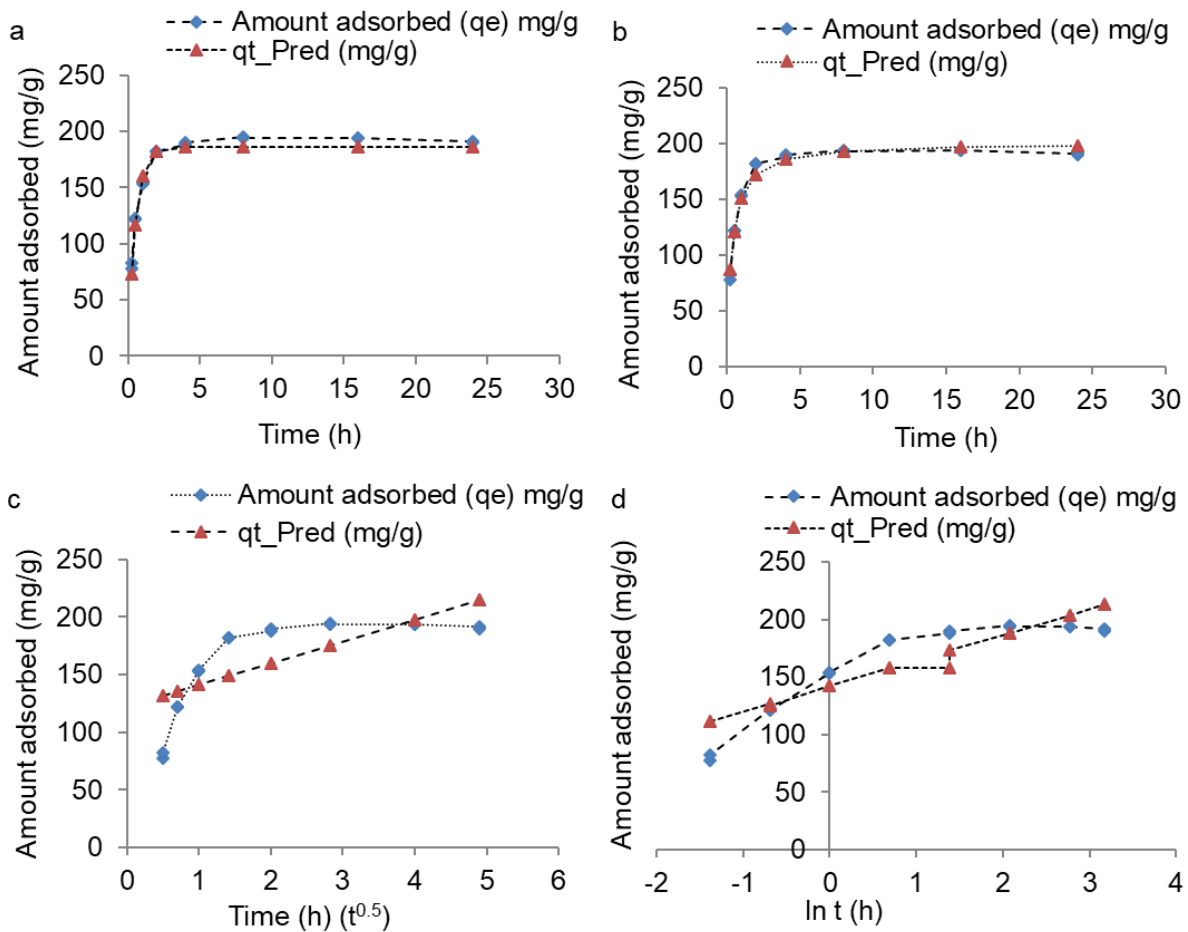 a
Amount adsorbed (qe) mg/g
qt_Pred (mg/g)
Amount adsorbed (mg/g)
250
200
150
100
50
0
0 5 10 15 20 25 30
Time (h)
b
Amount adsorbed (qe) mg/g
qt_Pred (mg/g)
Amount adsorbed (mg/g)
250
200
150
100
50
0
0 5 10 15 20 25 30
Time (h)
c
Amount adsorbed (qe) mg/g
qt_Pred (mg/g)
Amount adsorbed (mg/g)
250
200
150
100
50
0
0 1 2 3 4 5 6
Time (h) (t^0.5)
d
Amount adsorbed (qe) mg/g
qt_Pred (mg/g)
Amount adsorbed (mg/g)
250
200
150
100
50
0
-2 -1 0 1 2 3 4
ln t (h)